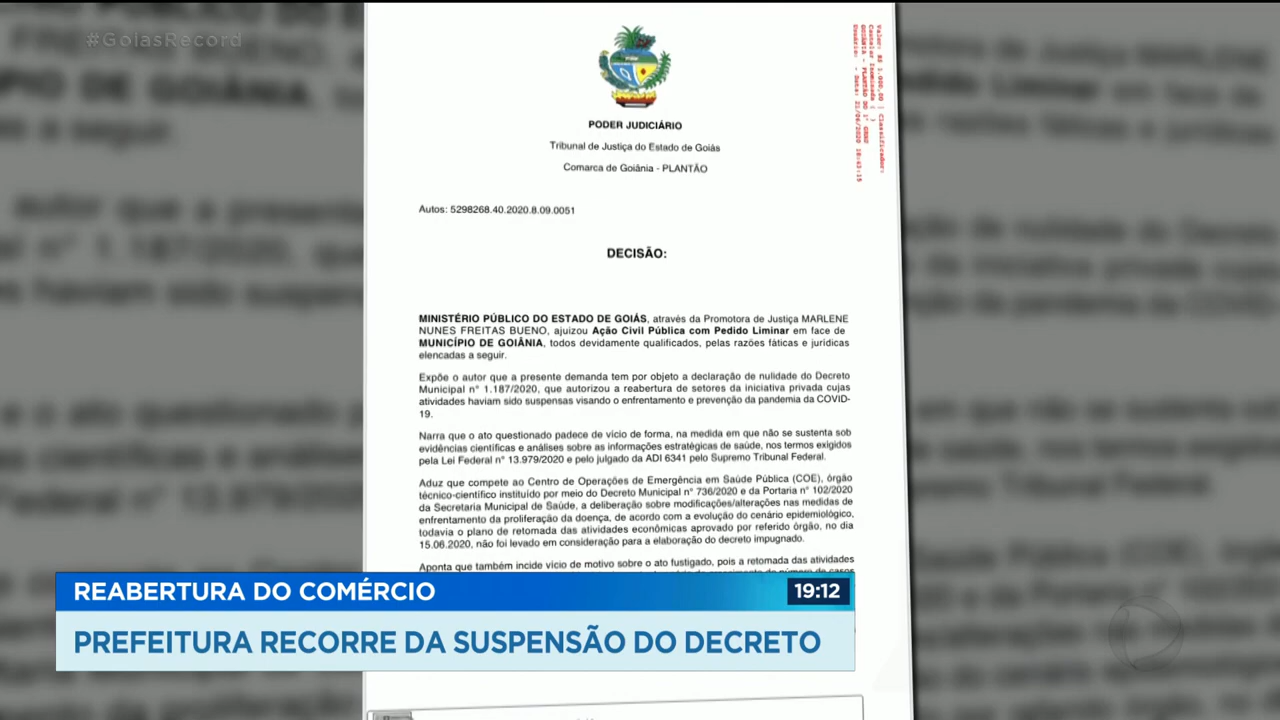 #GoiásRecord
PODER JUDICIÁRIO
Tribunal de Justiça do Estado de Goiás
Comarca de Goiânia - PLANTÃO
Autos: 5298268.40.2020.8.09.0051
DECISÃO:
MINISTÉRIO PÚBLICO DO ESTADO DE GOIÁS, através da Promotora de Justiça MARLENE
NUNES FREITAS BUENO, ajuizou Ação Civil Pública com Pedido Liminar em face de
MUNICÍPIO DE GOIÂNIA, todos devidamente qualificados, pelas razões fáticas e jurídicas
elencadas a seguir.
Expõe o autor que a presente demanda tem por objeto a declaração de nulidade do Decreto
Municipal n° 1.187/2020, que autorizou a reabertura de setores da iniciativa privada cujas
atividades haviam sido suspensas visando o enfrentamento e prevenção da pandemia da COVID-
19.
Narra que o ato questionado padece de vício de forma, na medida em que não se sustenta sob
evidências científicas e análises sobre as informações estratégicas de saúde, nos termos exigidos
pela Lei Federal n° 13.979/2020 e pelo julgado da ADI 6341 pelo Supremo Tribunal Federal.
Aduz que compete ao Centro de Operações de Emergência em Saúde Pública (COE), órgão
técnico-científico instituído por meio do Decreto Municipal n° 736/2020 e da Portaria n° 102/2020
da Secretaria Municipal de Saúde, a deliberação sobre modificações/alterações nas medidas de
enfrentamento da proliferação da doença, de acordo com a evolução do cenário epidemiológico,
todavia o plano de retomada das atividades econômicas aprovado por referido órgão, no dia
15.06.2020, não foi levado em consideração para a elaboração do decreto impugnado.
Aponta que também incide vício de motivo sobre o ato fustigado, pois a retomada das atividades
REABERTURA DO COMÉRCIO
19:12
PREFEITURA RECORRE DA SUSPENSÃO DO DECRETO